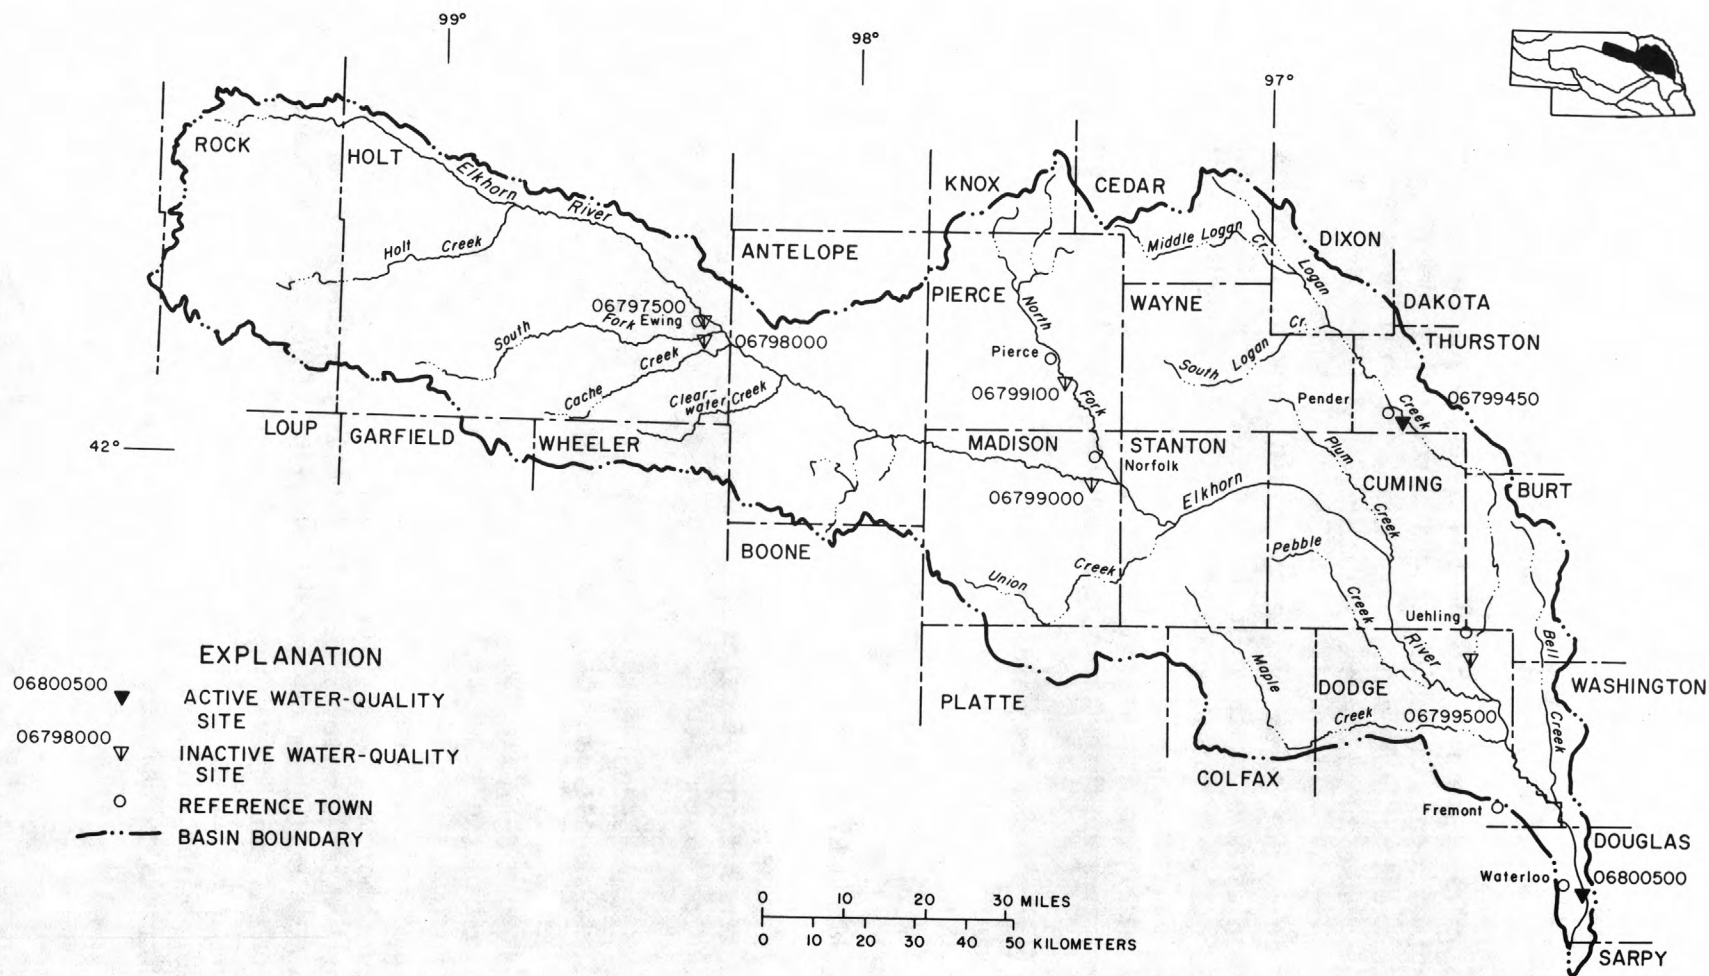 99°
98°
97°
ROCK
HOLT
Elkhorn River
KNOX
CEDAR
DIXON
Holt Creek
ANTELOPE
Middle Logan Cr.
Logan
PIERCE
WAYNE
DAKOTA
THURSTON
06797500
Ewing
South Fork
06798000
North
Pierce
06799100
Fork
South Logan Cr.
Pender
Creek
06799450
Cache Creek
Clear-
water Creek
LOUP
GARFIELD
WHEELER
42°
MADISON
STANTON
Norfolk
06799000
Plum
Creek
CUMING
BURT
Elkhorn
BOONE
Union Creek
Pebble
Creek
Uehling
River
Bell
Creek
Maple
Creek
PLATTE
DODGE
06799500
WASHINGTON
COLFAX
Fremont
DOUGLAS
Waterloo
06800500
SARPY
EXPLANATION
06800500
ACTIVE WATER-QUALITY
SITE
06798000
INACTIVE WATER-QUALITY
SITE
REFERENCE TOWN
BASIN BOUNDARY
0 10 20 30 MILES
0 10 20 30 40 50 KILOMETERS